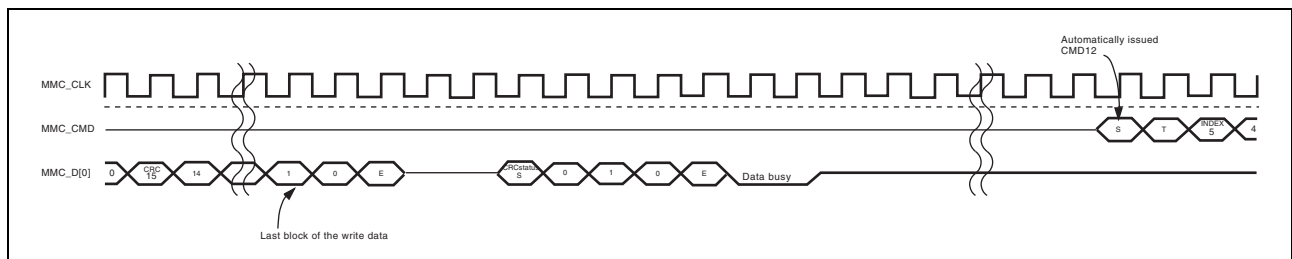 Automatically issued
CMD12
MMC_CLK
MMC_CMD
S
T
INDEX
5
4
MMC_D[0]
0
CRC
15
14
1
0
E
CRCstatus
S
0
1
0
E
Data busy
Last block of the write data